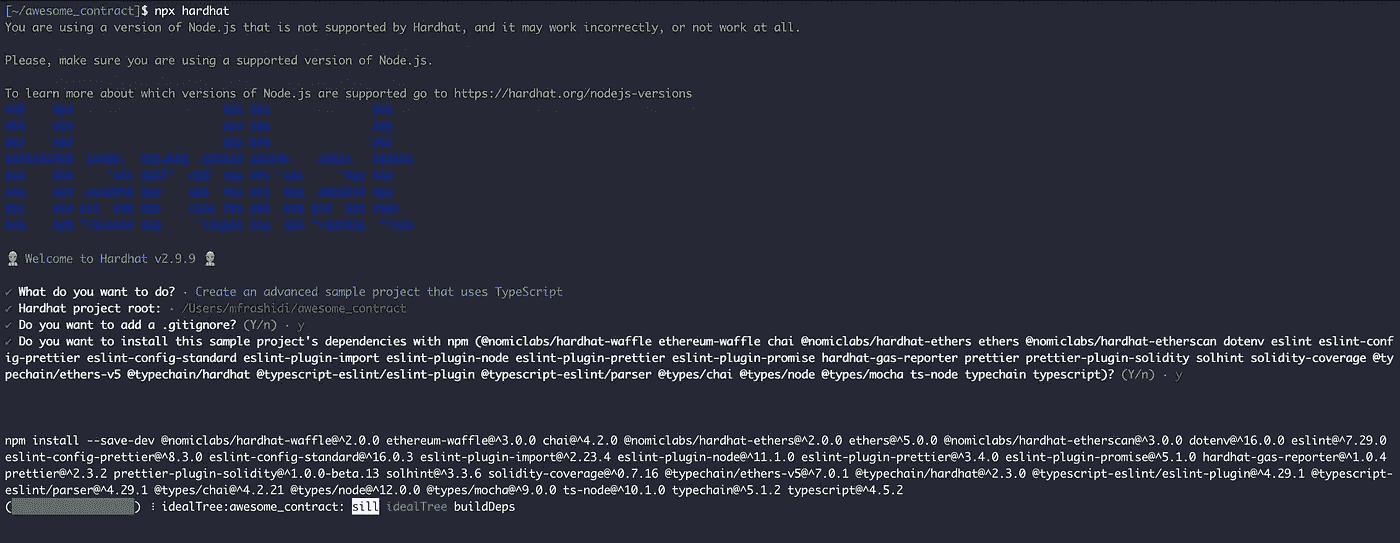 [~/awesome_contract]$ npx hardhat
You are using a version of Node.js that is not supported by Hardhat, and it may work incorrectly, or not work at all.
Please, make sure you are using a supported version of Node.js.
To learn more about which versions of Node.js are supported go to https://hardhat.org/nodejs-versions
Welcome to Hardhat v2.9.9
✓ What do you want to do? · Create an advanced sample project that uses TypeScript
✓ Hardhat project root: · /Users/mfrashidi/awesome_contract
✓ Do you want to add a .gitignore? (Y/n) · y
✓ Do you want to install this sample project's dependencies with npm (@nomiclabs/hardhat-waffle ethereum-waffle chai @nomiclabs/hardhat-ethers ethers @nomiclabs/hardhat-etherscan dotenv eslint eslint-conf
ig-prettier eslint-config-standard eslint-plugin-import eslint-plugin-node eslint-plugin-prettier eslint-plugin-promise hardhat-gas-reporter prettier prettier-plugin-solidity solhint solidity-coverage @ty
pechain/ethers-v5 @typechain/hardhat @typescript-eslint/eslint-plugin @typescript-eslint/parser @types/chai @types/node @types/mocha ts-node typechain typescript)? (Y/n) · y
npm install --save-dev @nomiclabs/hardhat-waffle@^2.0.0 ethereum-waffle@^3.0.0 chai@^4.2.0 @nomiclabs/hardhat-ethers@^2.0.0 ethers@^5.0.0 @nomiclabs/hardhat-etherscan@^3.0.0 dotenv@^16.0.0 eslint@^7.29.0
eslint-config-prettier@^8.3.0 eslint-config-standard@^16.0.3 eslint-plugin-import@^2.23.4 eslint-plugin-node@^11.1.0 eslint-plugin-prettier@^3.4.0 eslint-plugin-promise@^5.1.0 hardhat-gas-reporter@^1.0.4
prettier@^2.3.2 prettier-plugin-solidity@^1.0.0-beta.13 solhint@^3.3.6 solidity-coverage@^0.7.16 @typechain/ethers-v5@^7.0.1 @typechain/hardhat@^2.3.0 @typescript-eslint/eslint-plugin@^4.29.1 @typescript-
eslint/parser@^4.29.1 @types/chai@^4.2.21 @types/node@^12.0.0 @types/mocha@^9.0.0 ts-node@^10.1.0 typechain@^5.1.2 typescript@^4.5.2
( ) ⠸ idealTree:awesome_contract: sill idealTree buildDeps